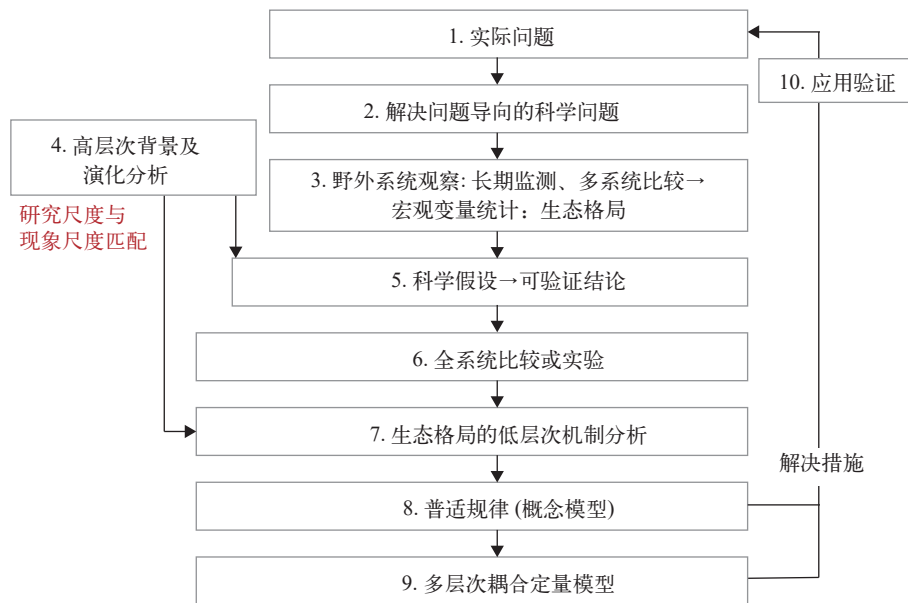 1. 实际问题
10. 应用验证
2. 解决问题导向的科学问题
4. 高层次背景及
演化分析
3. 野外系统观察: 长期监测、多系统比较→
宏观变量统计：生态格局
研究尺度与
现象尺度匹配
5. 科学假设→可验证结论
6. 全系统比较或实验
7. 生态格局的低层次机制分析
解决措施
8. 普适规律 (概念模型)
9. 多层次耦合定量模型